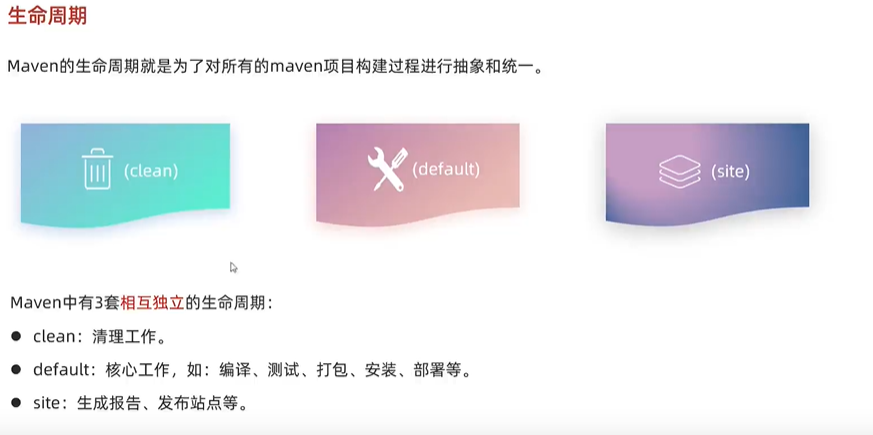 生命周期
Maven的生命周期就是为了对所有的maven项目构建过程进行抽象和统一。
(clean)
(default)
(site)
Maven中有3套相互独立的生命周期：
● clean：清理工作。
● default：核心工作，如：编译、测试、打包、安装、部署等。
● site：生成报告、发布站点等。